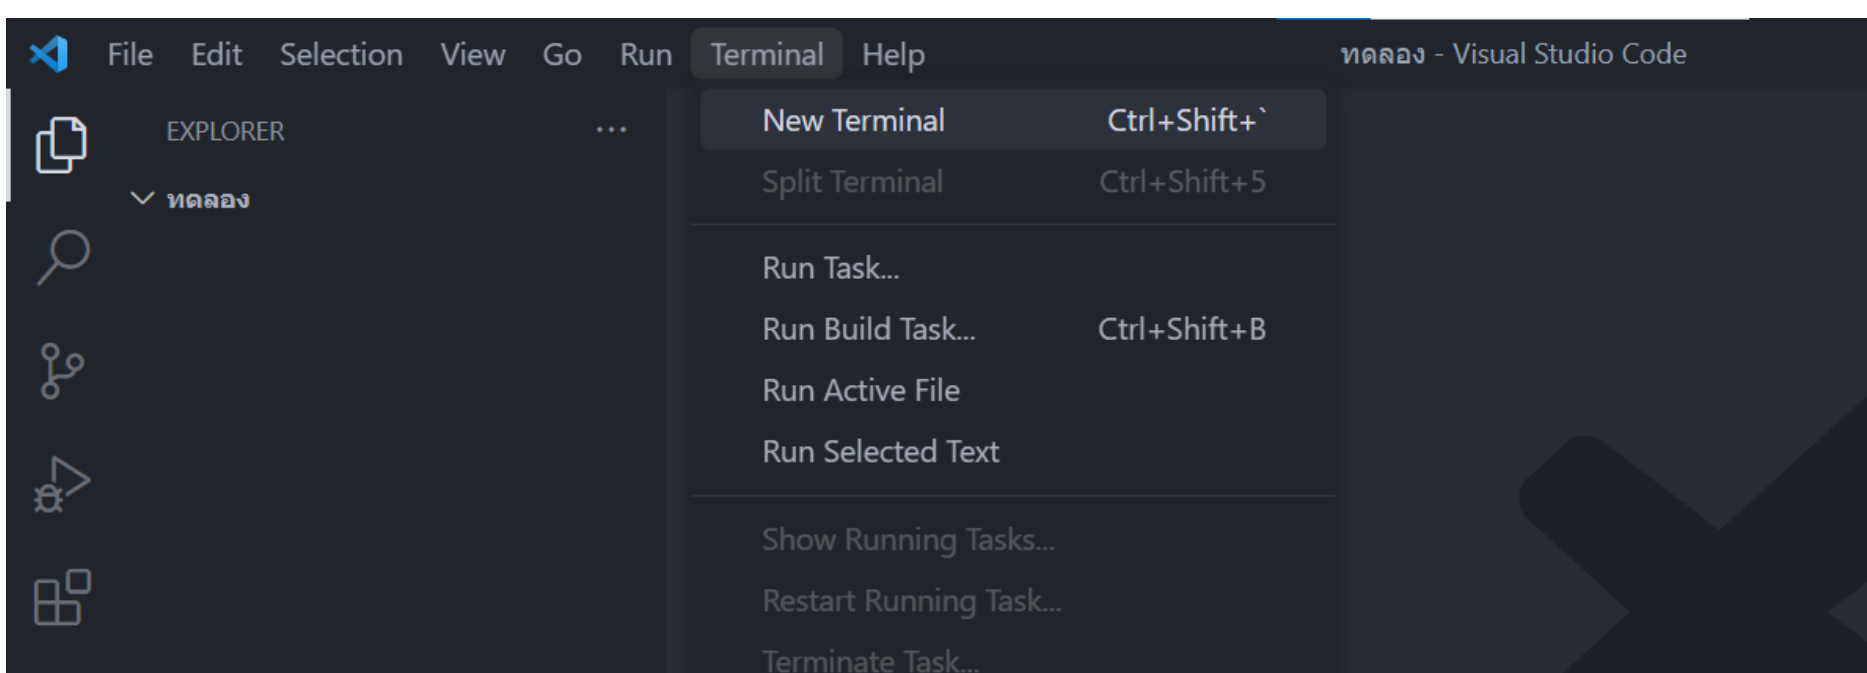 File Edit Selection View Go Run Terminal Help ทดลอง - Visual Studio Code
EXPLORER ...
ทดลอง
New Terminal Ctrl+Shift+`
Split Terminal Ctrl+Shift+5
Run Task...
Run Build Task... Ctrl+Shift+B
Run Active File
Run Selected Text
Show Running Tasks...
Restart Running Task...
Terminate Task...